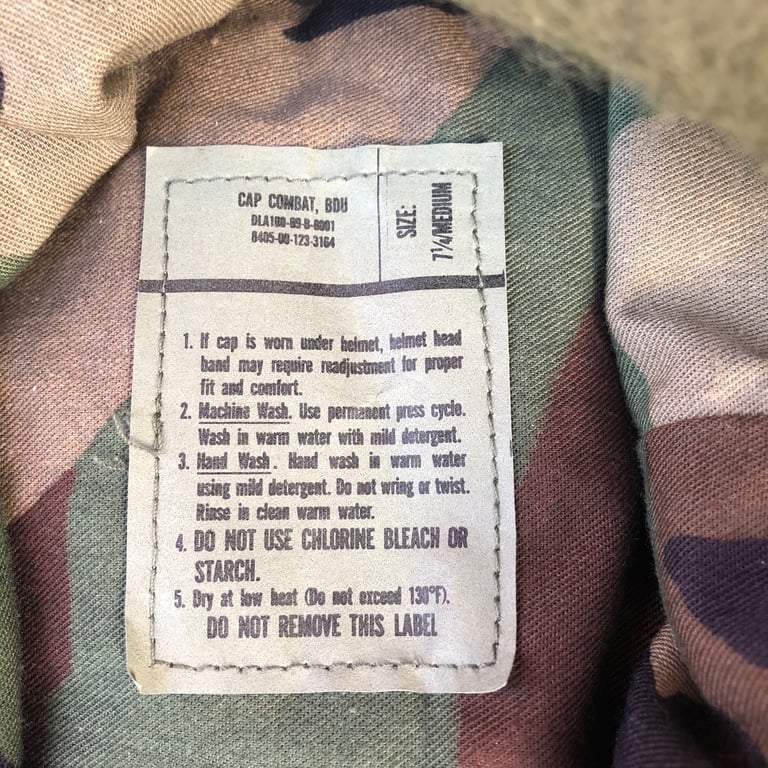 CAP COMBAT, BDU
DLA100-89-B-0001
8405-00-123-3164
SIZE:
7¼/MEDIUM
1. If cap is worn under helmet, helmet head
band may require readjustment for proper
fit and comfort.
2. Machine Wash. Use permanent press cycle.
Wash in warm water with mild detergent.
3. Hand Wash. Hand wash in warm water
using mild detergent. Do not wring or twist.
Rinse in clean warm water.
4. DO NOT USE CHLORINE BLEACH OR
STARCH.
5. Dry at low heat (Do not exceed 130°F).
DO NOT REMOVE THIS LABEL